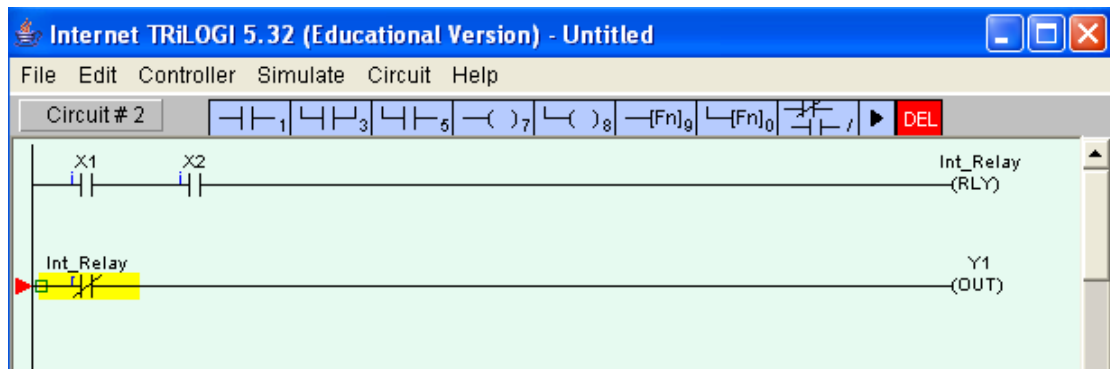 Internet TRiLOGI 5.32 (Educational Version) - Untitled
File Edit Controller Simulate Circuit Help
Circuit # 2 1 3 5 7 8 [Fn]9 [Fn]0 / DEL
X1 X2 Int_Relay
i i (RLY)
Int_Relay Y1
r (OUT)